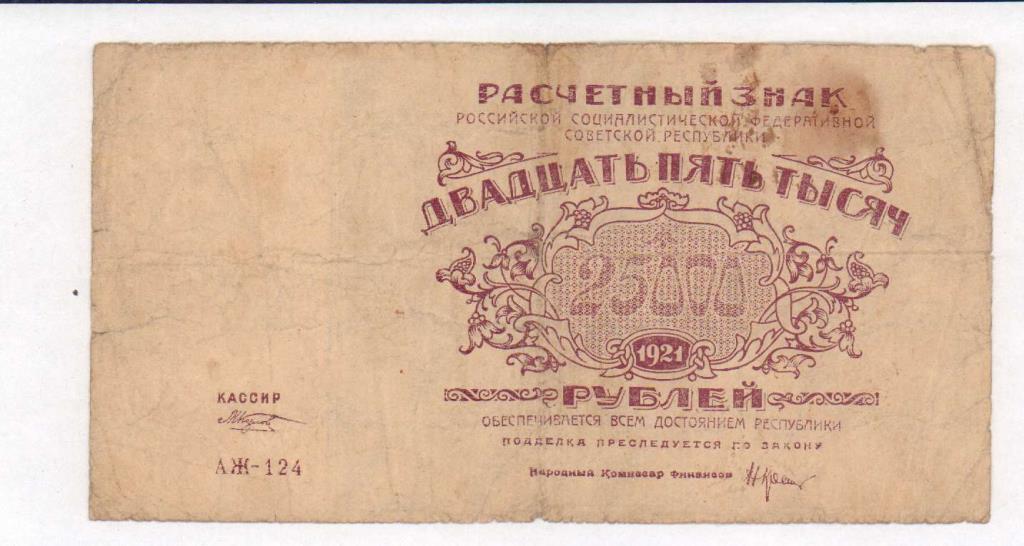 РАСЧЕТНЫЙ ЗНАК
РОССИЙСКОЙ СОЦИАЛИСТИЧЕСКОЙ ФЕДЕРАТИВНОЙ
СОВЕТСКОЙ РЕСПУБЛИКИ
ДВАДЦАТЬ ПЯТЬ ТЫСЯЧ
25000
1921
РУБЛЕЙ
ОБЕСПЕЧИВАЕТСЯ ВСЕМ ДОСТОЯНИЕМ РЕСПУБЛИКИ
ПОДДЕЛКА ПРЕСЛЕДУЕТСЯ ПО ЗАКОНУ
Народный Комиссар Финансов
КАССИР
АЖ-124